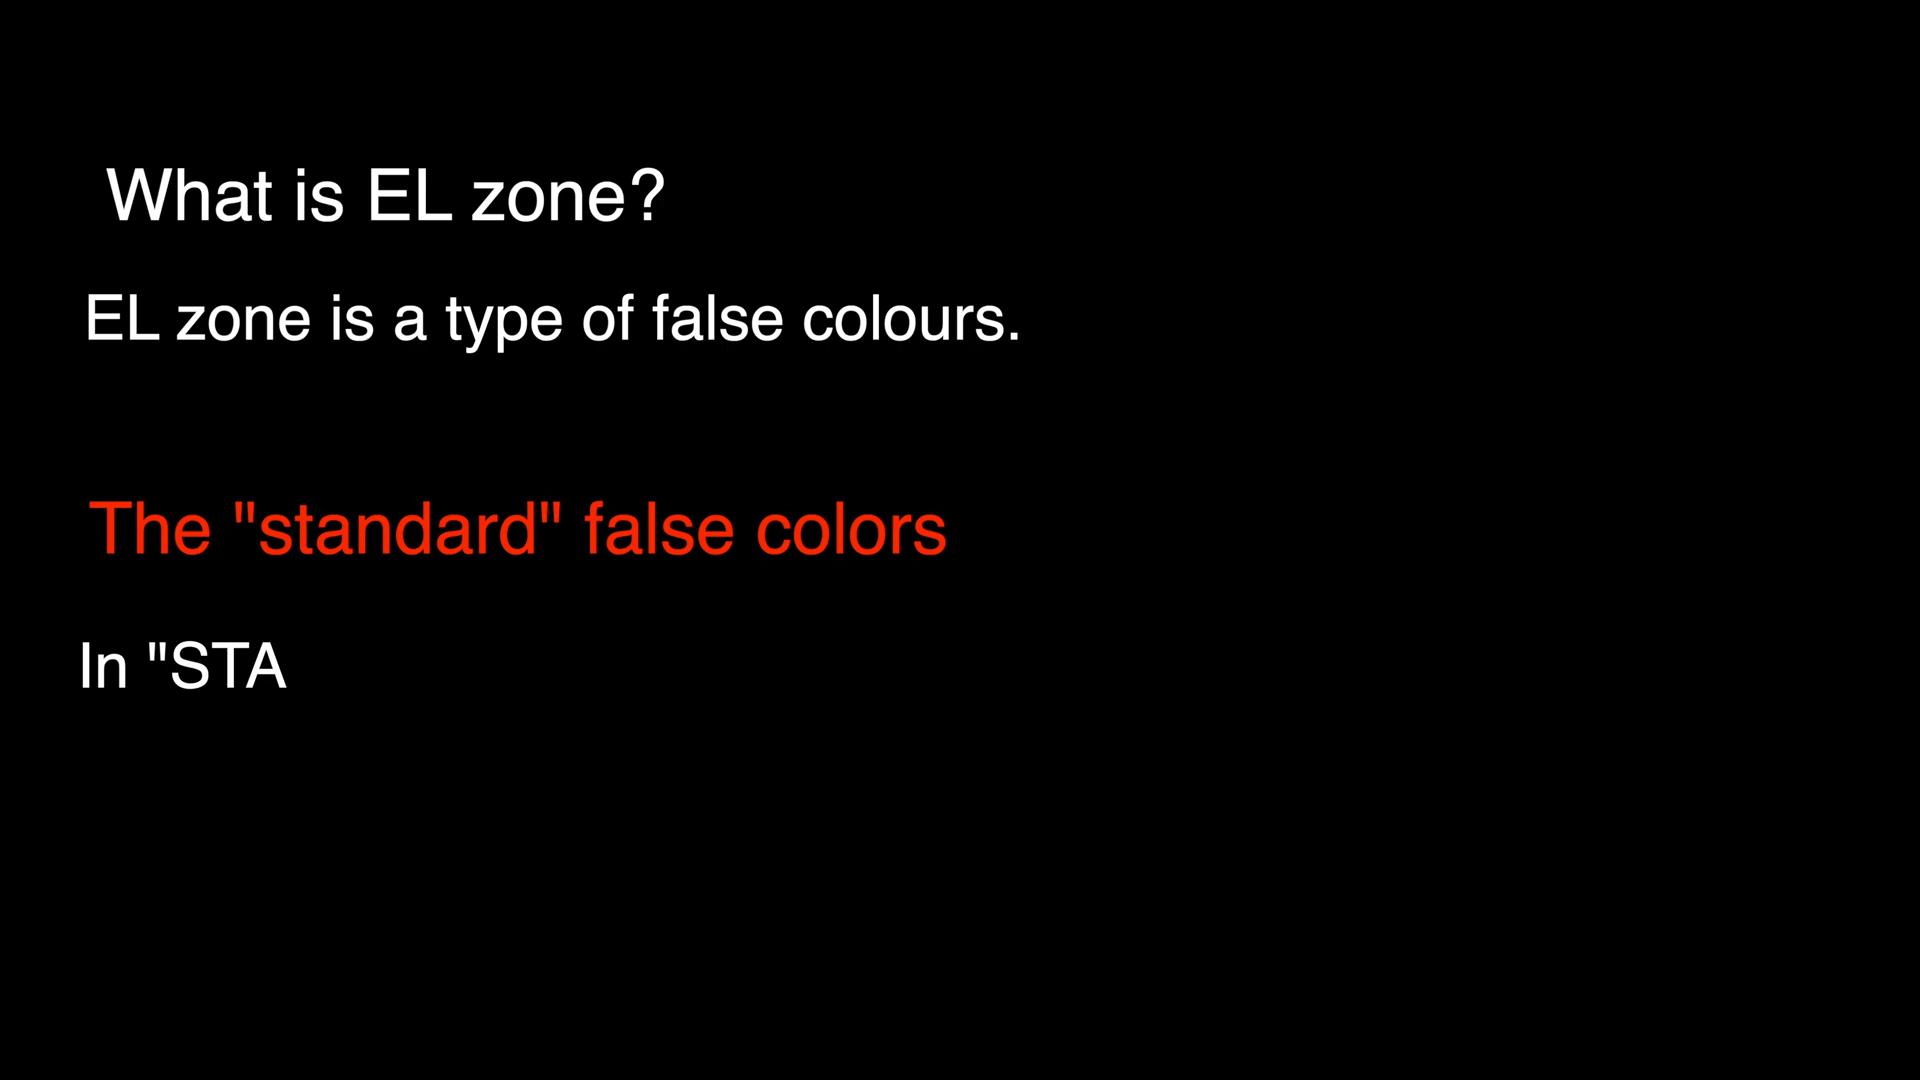 What is EL zone?
EL zone is a type of false colours.
The "standard" false colors
In "STA